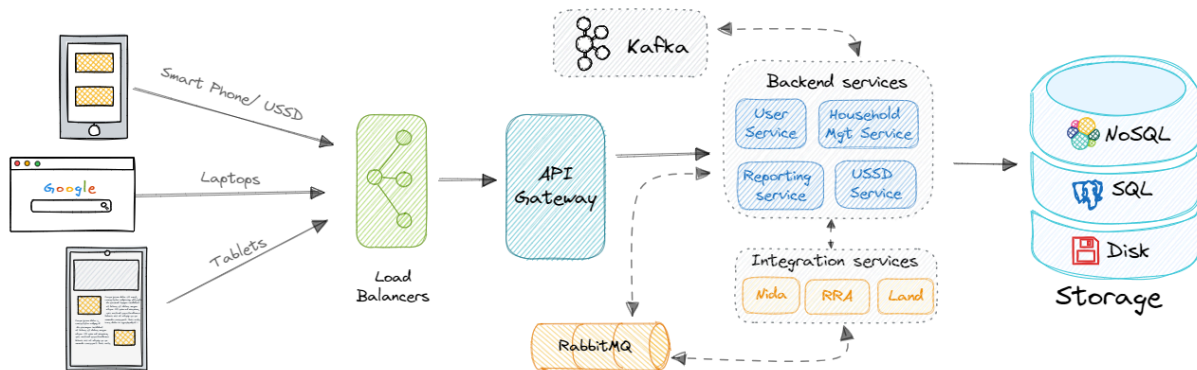 Smart Phone/ USSD
Google
Laptops
Tablets
Load
Balancers
API
Gateway
Kafka
Backend services
User
Service
Household
Mgt Service
Reporting
service
USSD
Service
Integration services
Nida
RRA
Land
RabbitMQ
NoSQL
SQL
Disk
Storage